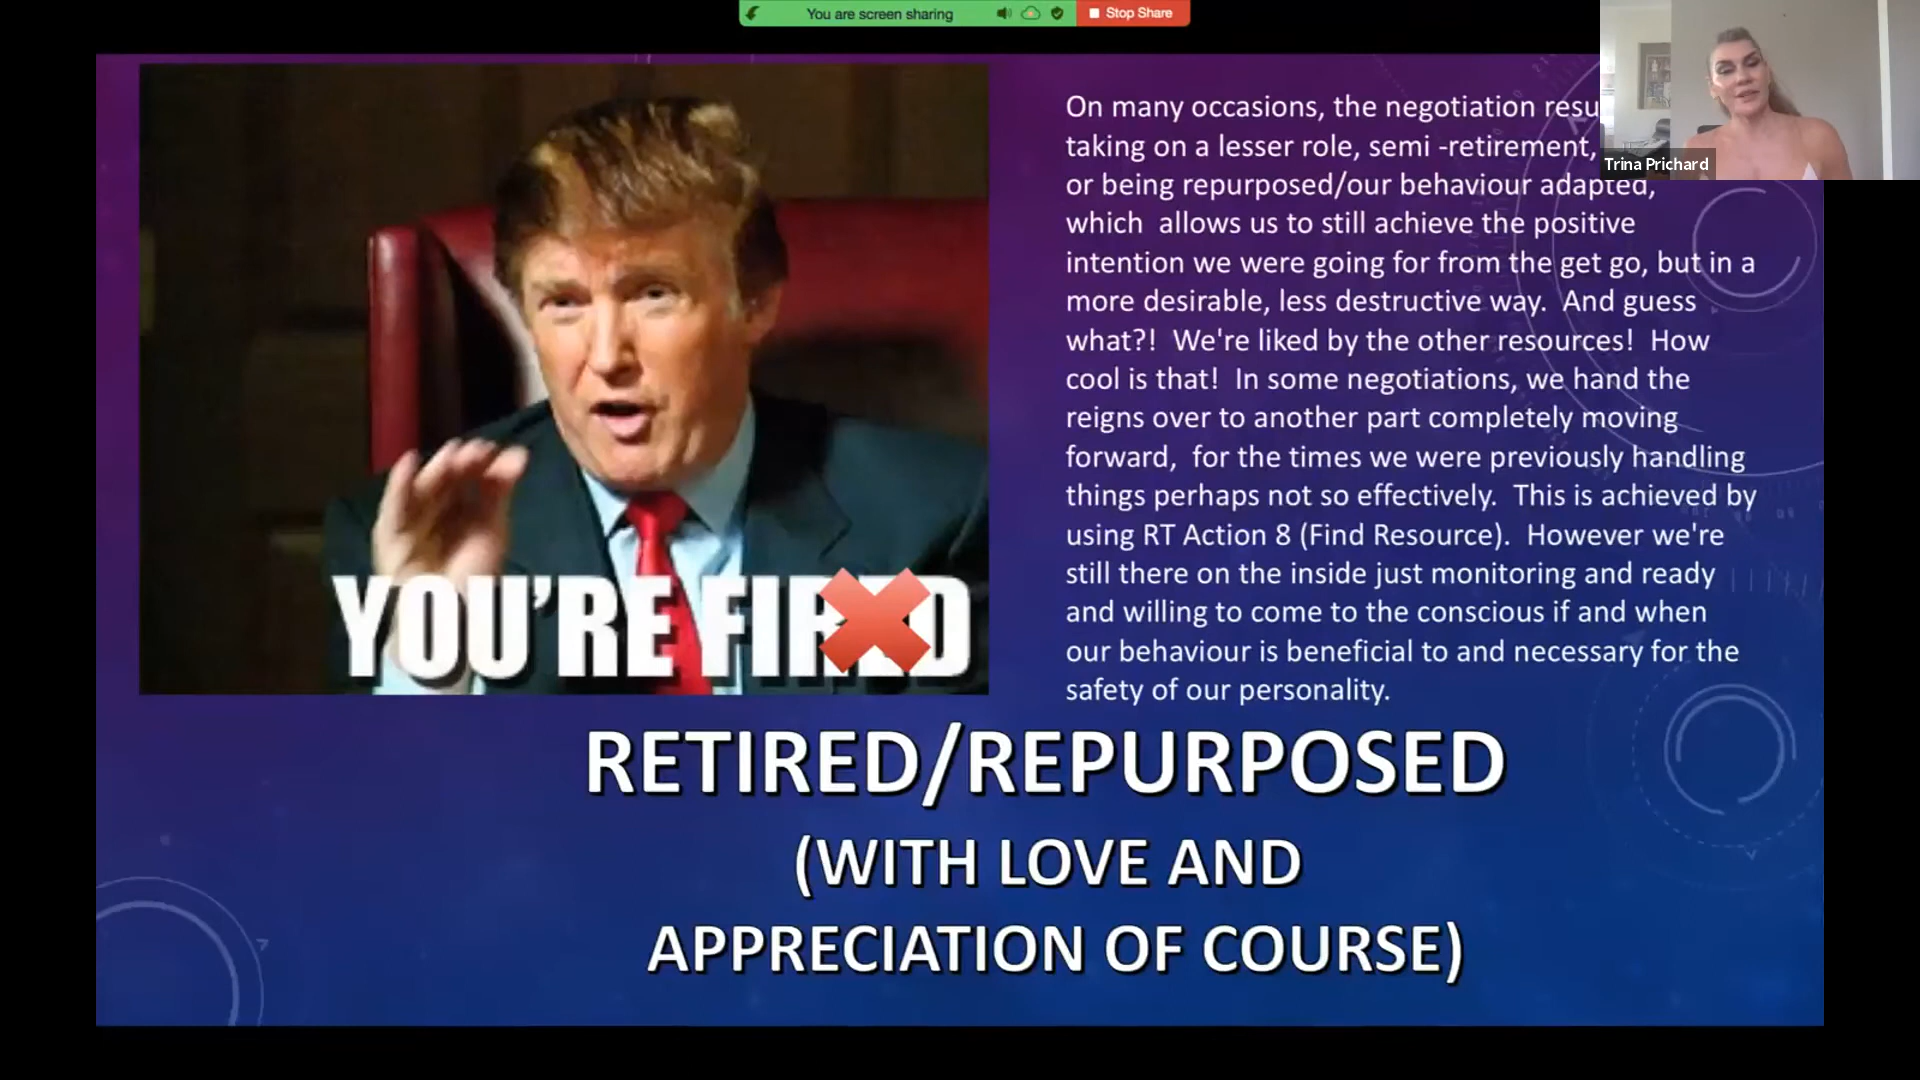 You are screen sharing
Stop Share
Trina Prichard
On many occasions, the negotiation resu
taking on a lesser role, semi -retirement,
or being repurposed/our behaviour adapted,
which  allows us to still achieve the positive
intention we were going for from the get go, but in a
more desirable, less destructive way.  And guess
what?!  We're liked by the other resources!  How
cool is that!  In some negotiations, we hand the
reigns over to another part completely moving
forward,  for the times we were previously handling
things perhaps not so effectively.  This is achieved by
using RT Action 8 (Find Resource).  However we're
still there on the inside just monitoring and ready
and willing to come to the conscious if and when
our behaviour is beneficial to and necessary for the
safety of our personality.
YOU'RE FIRED
RETIRED/REPURPOSED
(WITH LOVE AND
APPRECIATION OF COURSE)